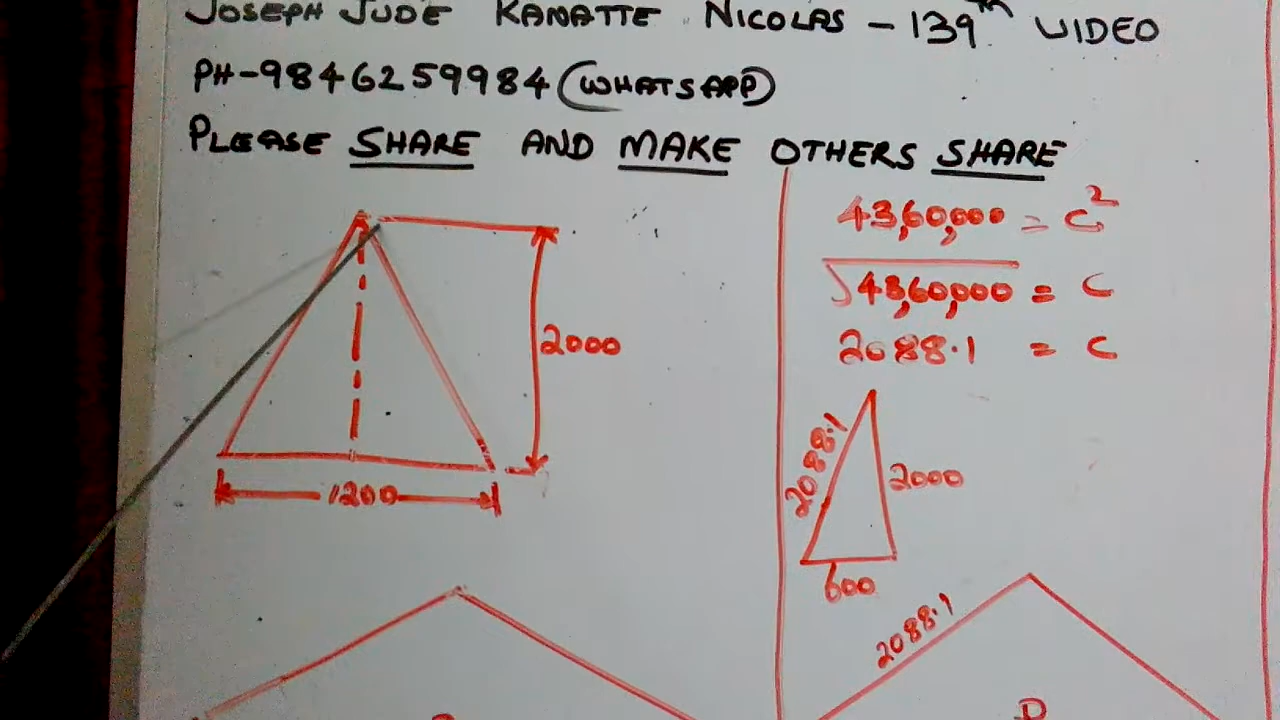 JOSEPH JUDE KANATTE NICOLAS - 139th VIDEO
PH-9846259984 (WHATSAPP)
PLEASE SHARE AND MAKE OTHERS SHARE
2000
1200
43,60,000 = C²
√43,60,000 = C
2088.1 = C
2088.1
2000
600
2088.1